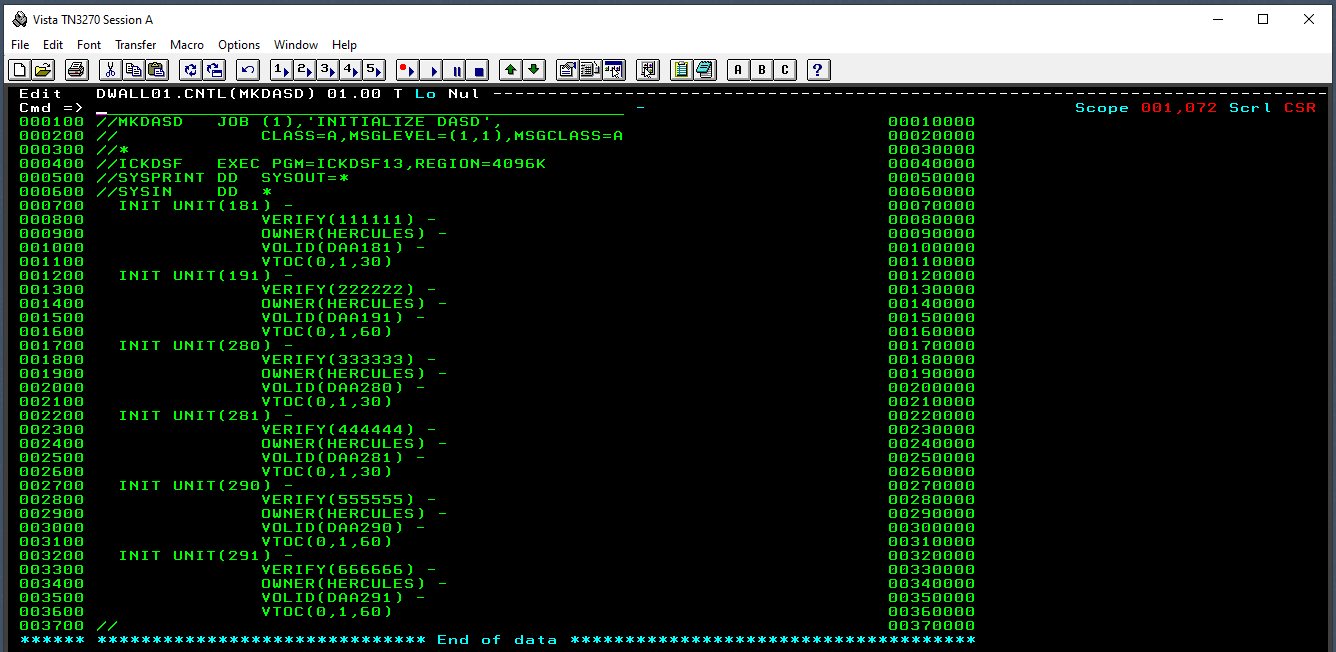 Vista TN3270 Session A
File Edit Font Transfer Macro Options Window Help
1 2 3 4 5 A B C ?
Edit DWALL01.CNTL(MKDASD) 01.00 T Lo Nul -----------------------------------------------------------------------------
Cmd => - Scope 001,072 Scrl CSR
000100 //MKDASD   JOB (1),'INITIALIZE DASD', 00010000
000200 //             CLASS=A,MSGLEVEL=(1,1),MSGCLASS=A 00020000
000300 //* 00030000
000400 //ICKDSF   EXEC PGM=ICKDSF13,REGION=4096K 00040000
000500 //SYSPRINT DD  SYSOUT=* 00050000
000600 //SYSIN    DD  * 00060000
000700   INIT UNIT(181) - 00070000
000800                VERIFY(111111) - 00080000
000900                OWNER(HERCULES) - 00090000
001000                VOLID(DAA181) - 00100000
001100                VTOC(0,1,30) 00110000
001200   INIT UNIT(191) - 00120000
001300                VERIFY(222222) - 00130000
001400                OWNER(HERCULES) - 00140000
001500                VOLID(DAA191) - 00150000
001600                VTOC(0,1,60) 00160000
001700   INIT UNIT(280) - 00170000
001800                VERIFY(333333) - 00180000
001900                OWNER(HERCULES) - 00190000
002000                VOLID(DAA280) - 00200000
002100                VTOC(0,1,30) 00210000
002200   INIT UNIT(281) - 00220000
002300                VERIFY(444444) - 00230000
002400                OWNER(HERCULES) - 00240000
002500                VOLID(DAA281) - 00250000
002600                VTOC(0,1,30) 00260000
002700   INIT UNIT(290) - 00270000
002800                VERIFY(555555) - 00280000
002900                OWNER(HERCULES) - 00290000
003000                VOLID(DAA290) - 00300000
003100                VTOC(0,1,60) 00310000
003200   INIT UNIT(291) - 00320000
003300                VERIFY(666666) - 00330000
003400                OWNER(HERCULES) - 00340000
003500                VOLID(DAA291) - 00350000
003600                VTOC(0,1,60) 00360000
003700 // 00370000
****** ****************************** End of data *************************************